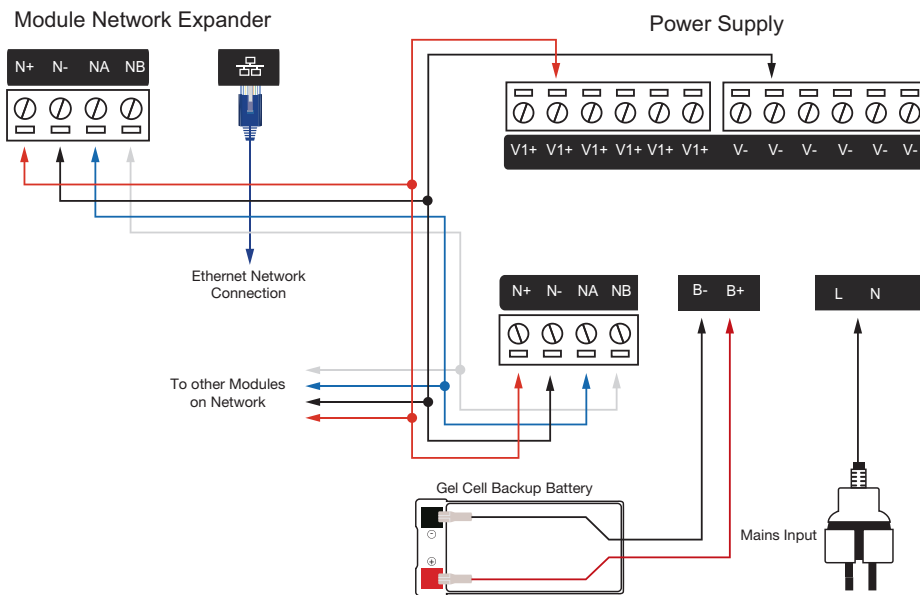 Module Network Expander
Power Supply
N+ N- NA NB
V1+ V1+ V1+ V1+ V1+ V1+ V- V- V- V- V- V-
Ethernet Network
Connection
N+ N- NA NB
B- B+
L N
To other Modules
on Network
Gel Cell Backup Battery
Mains Input